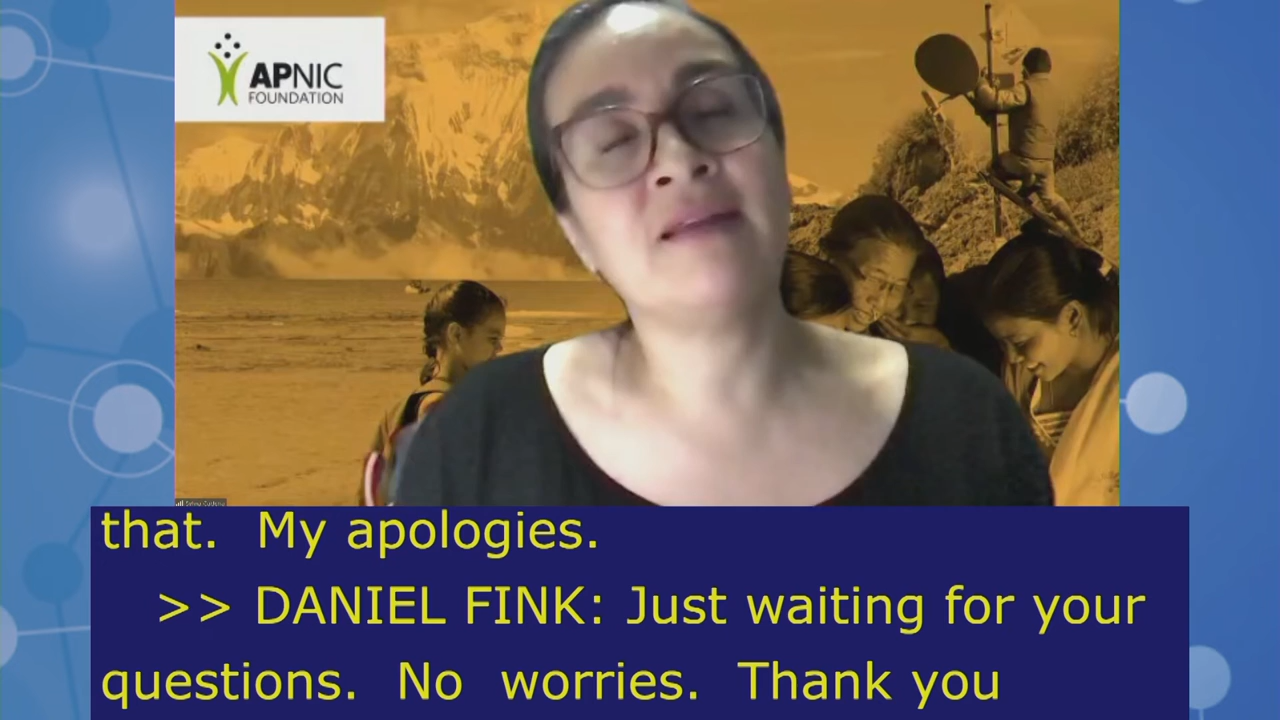 APNIC
FOUNDATION
that.  My apologies.
>> DANIEL FINK: Just waiting for your
questions.  No  worries.  Thank you